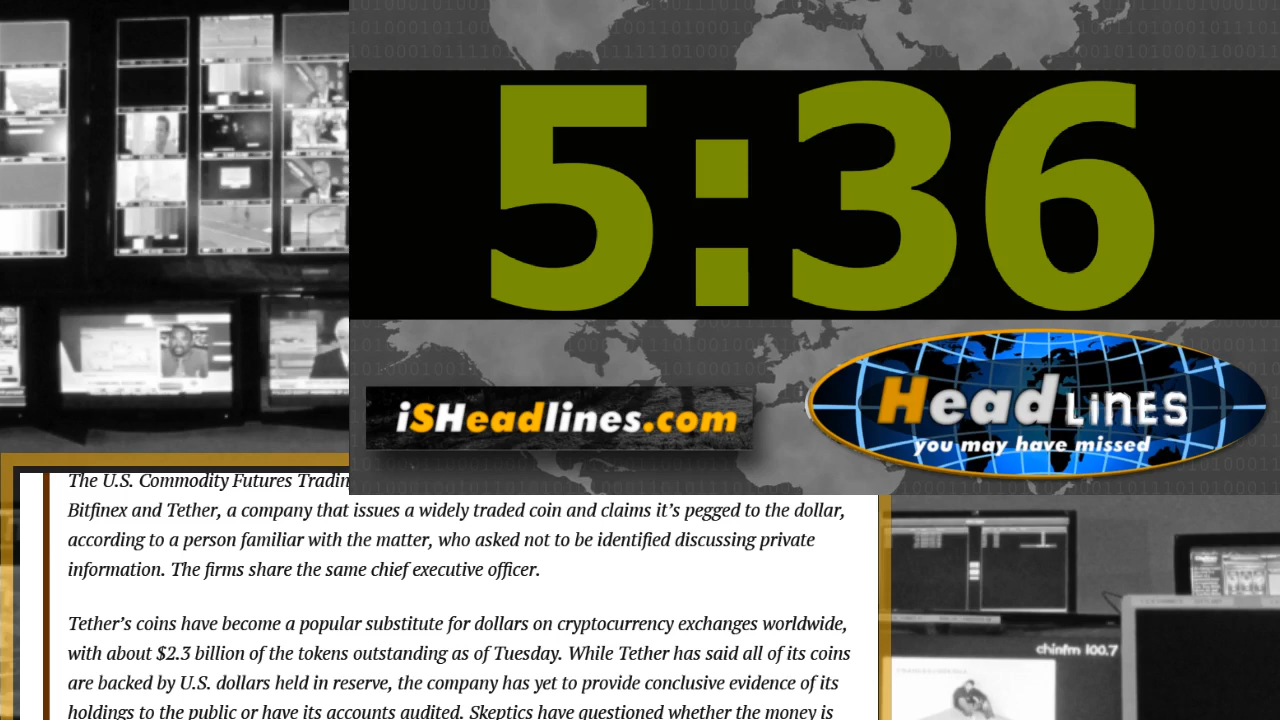 5:36
iSHeadlines.com
HeadLINES
you may have missed
The U.S. Commodity Futures
Bitfinex and Tether, a company that issues a widely traded coin and claims it’s pegged to the dollar,
according to a person familiar with the matter, who asked not to be identified discussing private
information. The firms share the same chief executive officer.
Tether’s coins have become a popular substitute for dollars on cryptocurrency exchanges worldwide,
with about $2.3 billion of the tokens outstanding as of Tuesday. While Tether has said all of its coins
are backed by U.S. dollars held in reserve, the company has yet to provide conclusive evidence of its
holdings to the public or have its accounts audited. Skeptics have questioned whether the money is
chinfm 100.7